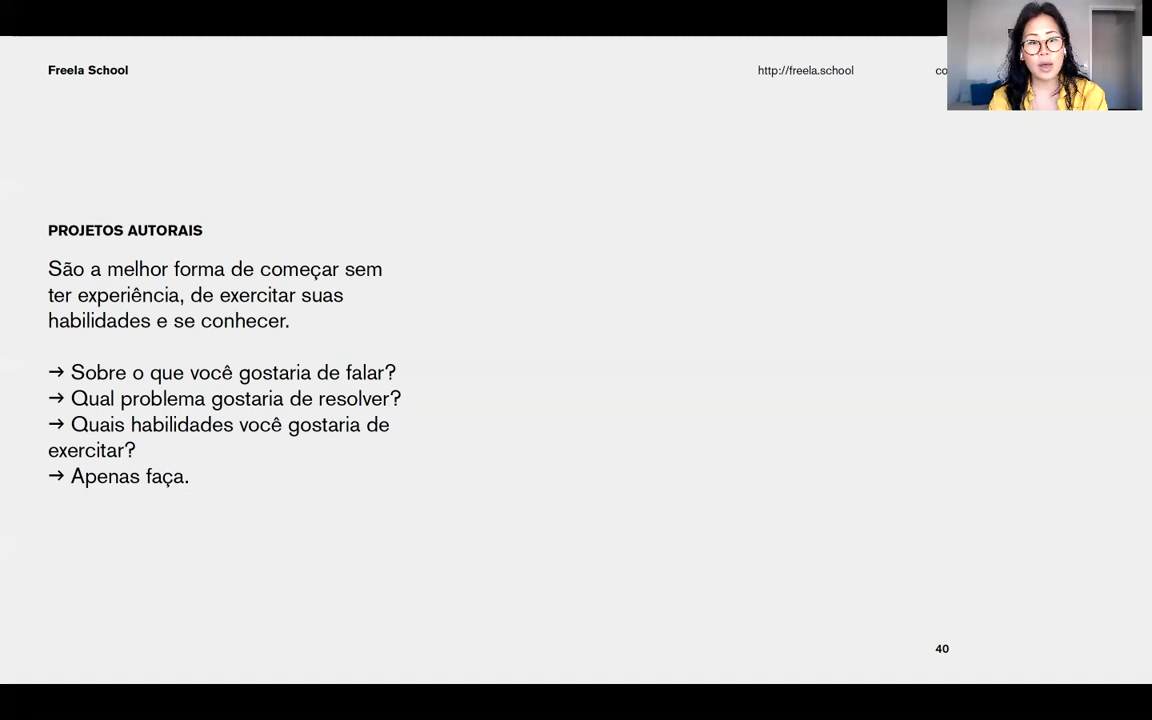 Freela School
http://freela.school
co
PROJETOS AUTORAIS
São a melhor forma de começar sem
ter experiência, de exercitar suas
habilidades e se conhecer.
→ Sobre o que você gostaria de falar?
→ Qual problema gostaria de resolver?
→ Quais habilidades você gostaria de
exercitar?
→ Apenas faça.
40